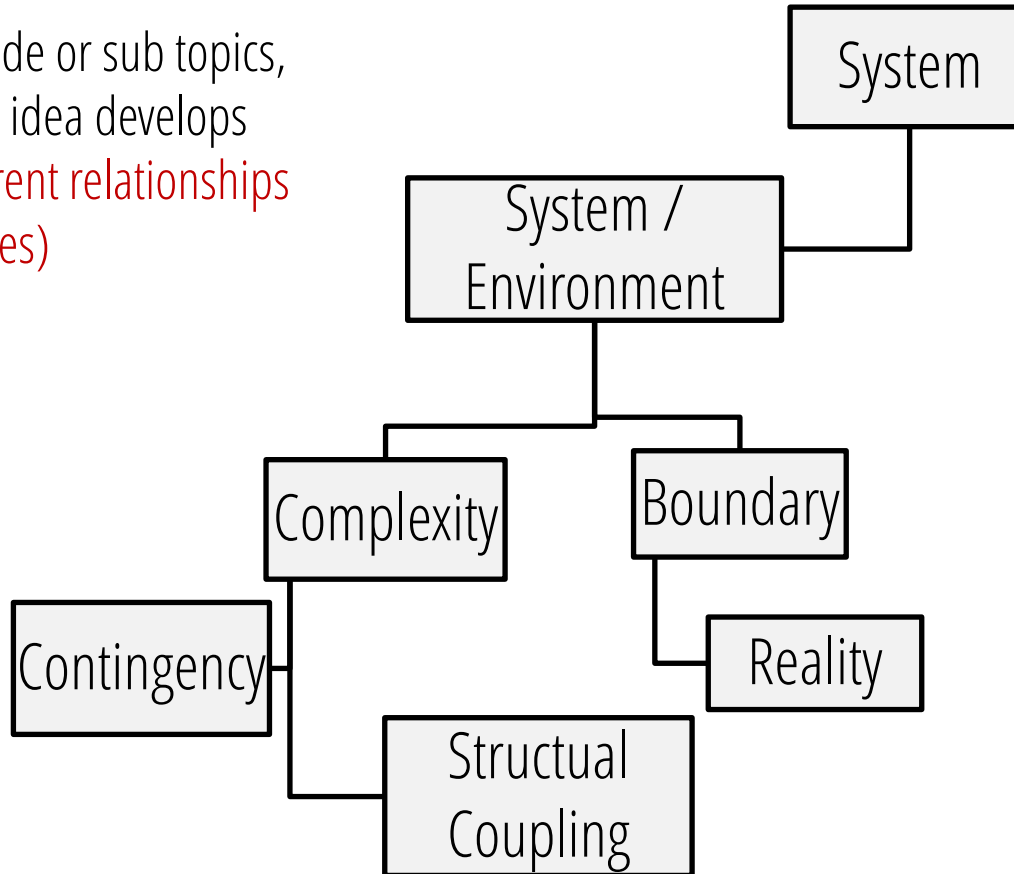 de or sub topics,
idea develops
rent relationships
es)
System
System /
Environment
Complexity
Boundary
Contingency
Reality
Structual
Coupling